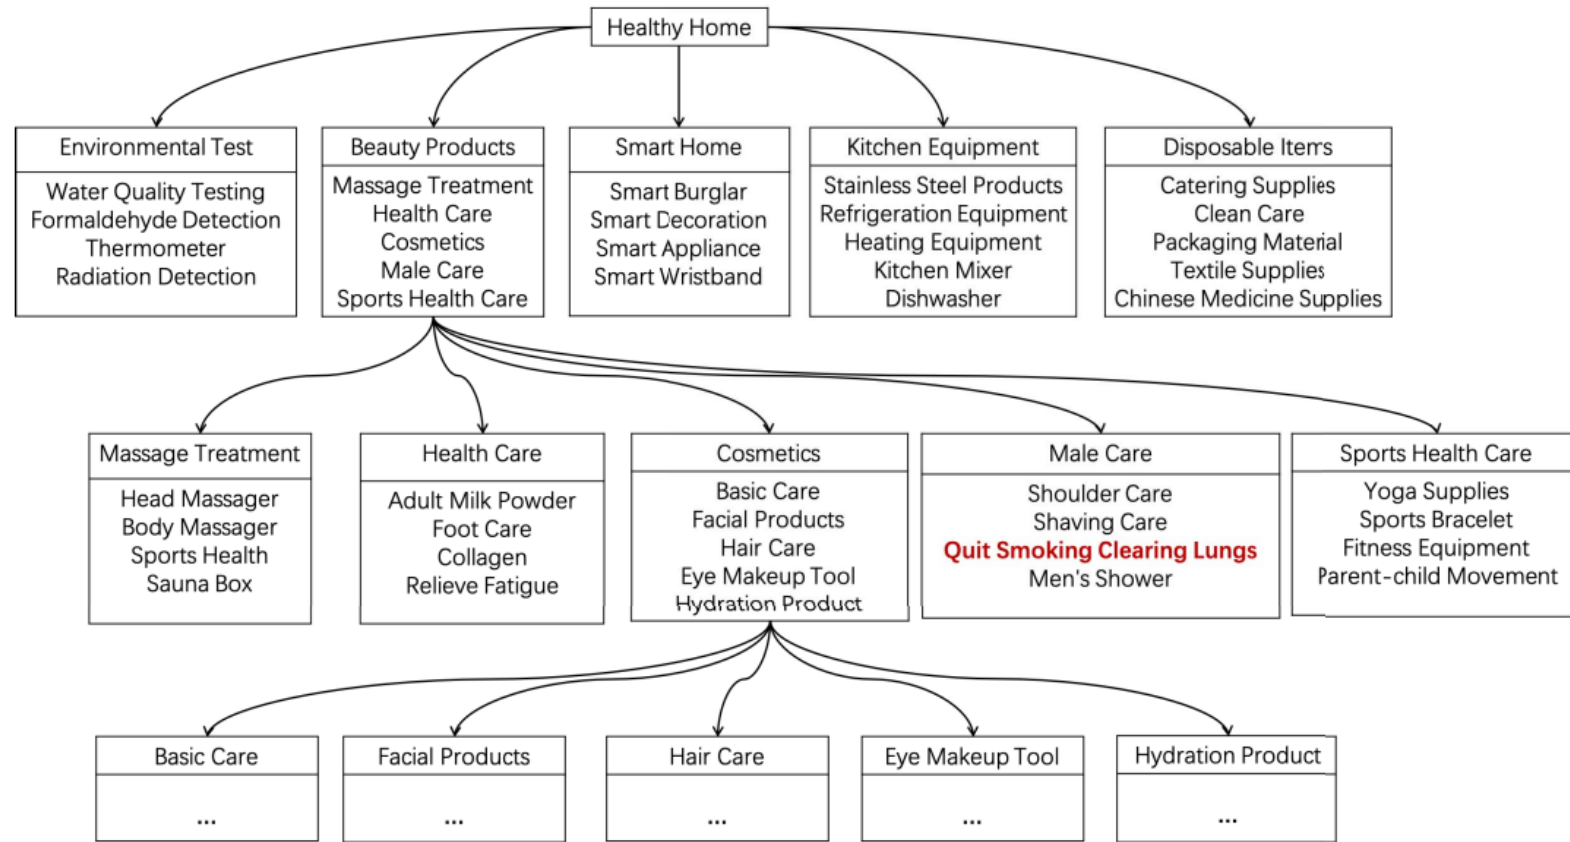 Healthy Home
Environmental Test
Water Quality Testing
Formaldehyde Detection
Thermometer
Radiation Detection
Beauty Products
Massage Treatment
Health Care
Cosmetics
Male Care
Sports Health Care
Smart Home
Smart Burglar
Smart Decoration
Smart Appliance
Smart Wristband
Kitchen Equipment
Stainless Steel Products
Refrigeration Equipment
Heating Equipment
Kitchen Mixer
Dishwasher
Disposable Items
Catering Supplies
Clean Care
Packaging Material
Textile Supplies
Chinese Medicine Supplies
Massage Treatment
Head Massager
Body Massager
Sports Health
Sauna Box
Health Care
Adult Milk Powder
Foot Care
Collagen
Relieve Fatigue
Cosmetics
Basic Care
Facial Products
Hair Care
Eye Makeup Tool
Hydration Product
Male Care
Shoulder Care
Shaving Care
Quit Smoking Clearing Lungs
Men's Shower
Sports Health Care
Yoga Supplies
Sports Bracelet
Fitness Equipment
Parent-child Movement
Basic Care
...
Facial Products
...
Hair Care
...
Eye Makeup Tool
...
Hydration Product
...